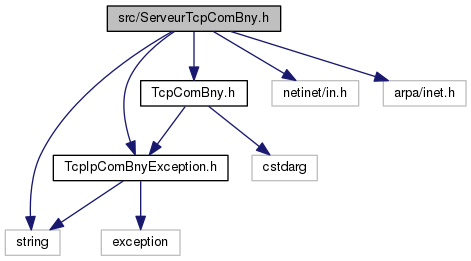 src/ServeurTcpComBny.h
TcpComBny.h
netinet/in.h
arpa/inet.h
TcpIpComBnyException.h
cstdarg
string
exception